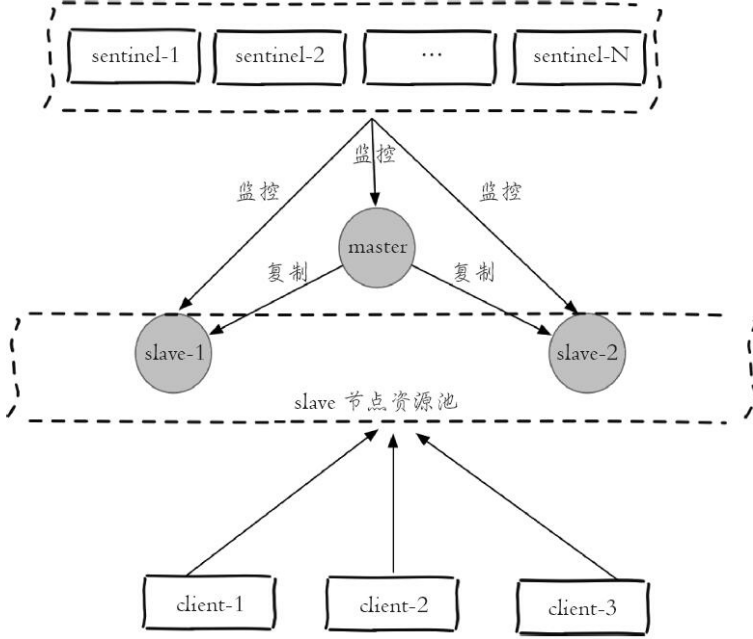 sentinel-1 sentinel-2 ... sentinel-N
监控
监控 监控
master
复制 复制
slave-1 slave-2
slave 节点资源池
client-1 client-2 client-3